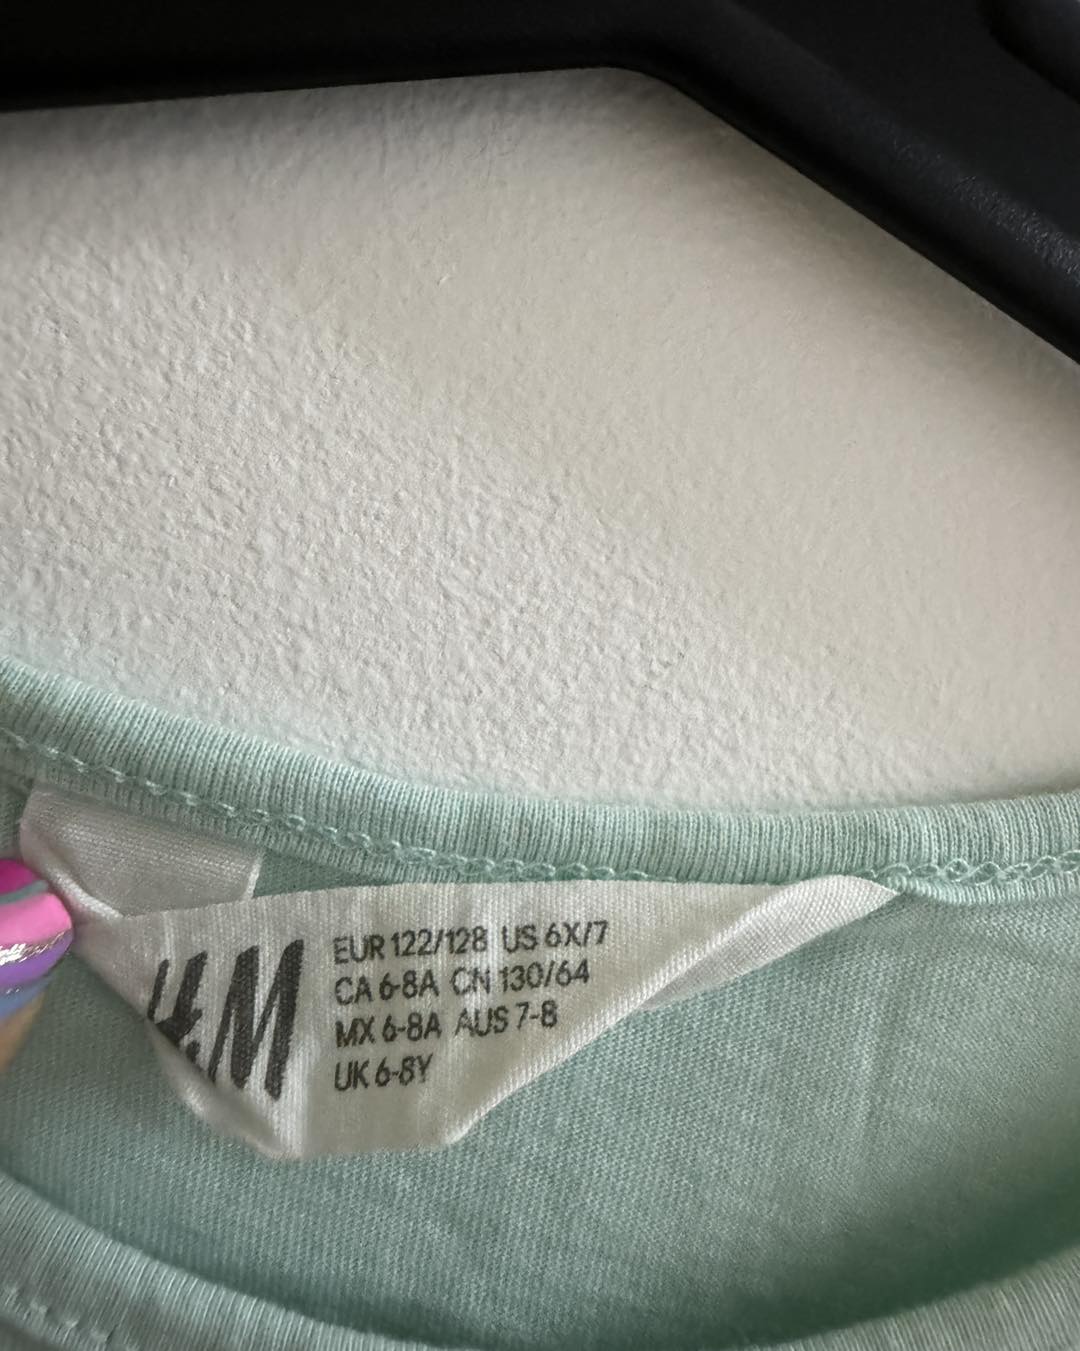 H&M
EUR 122/128 US 6X/7
CA 6-8A CN 130/64
MX 6-8A AUS 7-8
UK 6-8Y